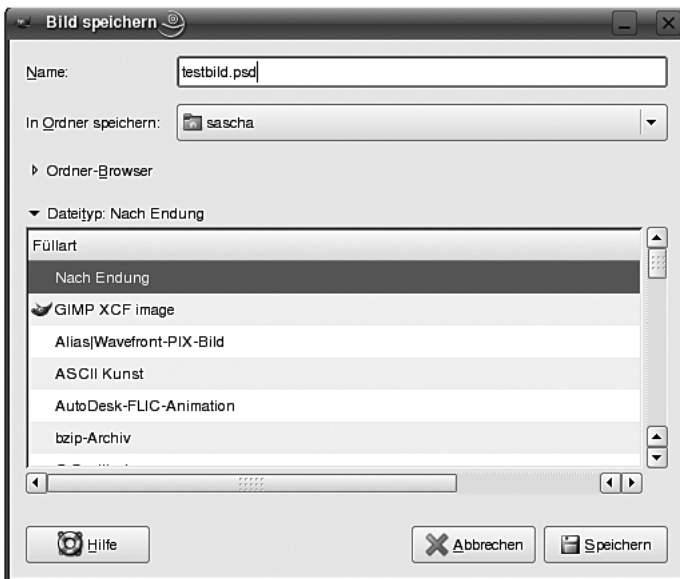 Bild speichern
Name: testbild.psd
In Ordner speichern: sascha
Ordner-Browser
Dateityp: Nach Endung
Füllart
Nach Endung
GIMP XCF image
Alias|Wavefront-PIX-Bild
ASCII Kunst
AutoDesk-FLIC-Animation
bzip-Archiv
Hilfe Abbrechen Speichern